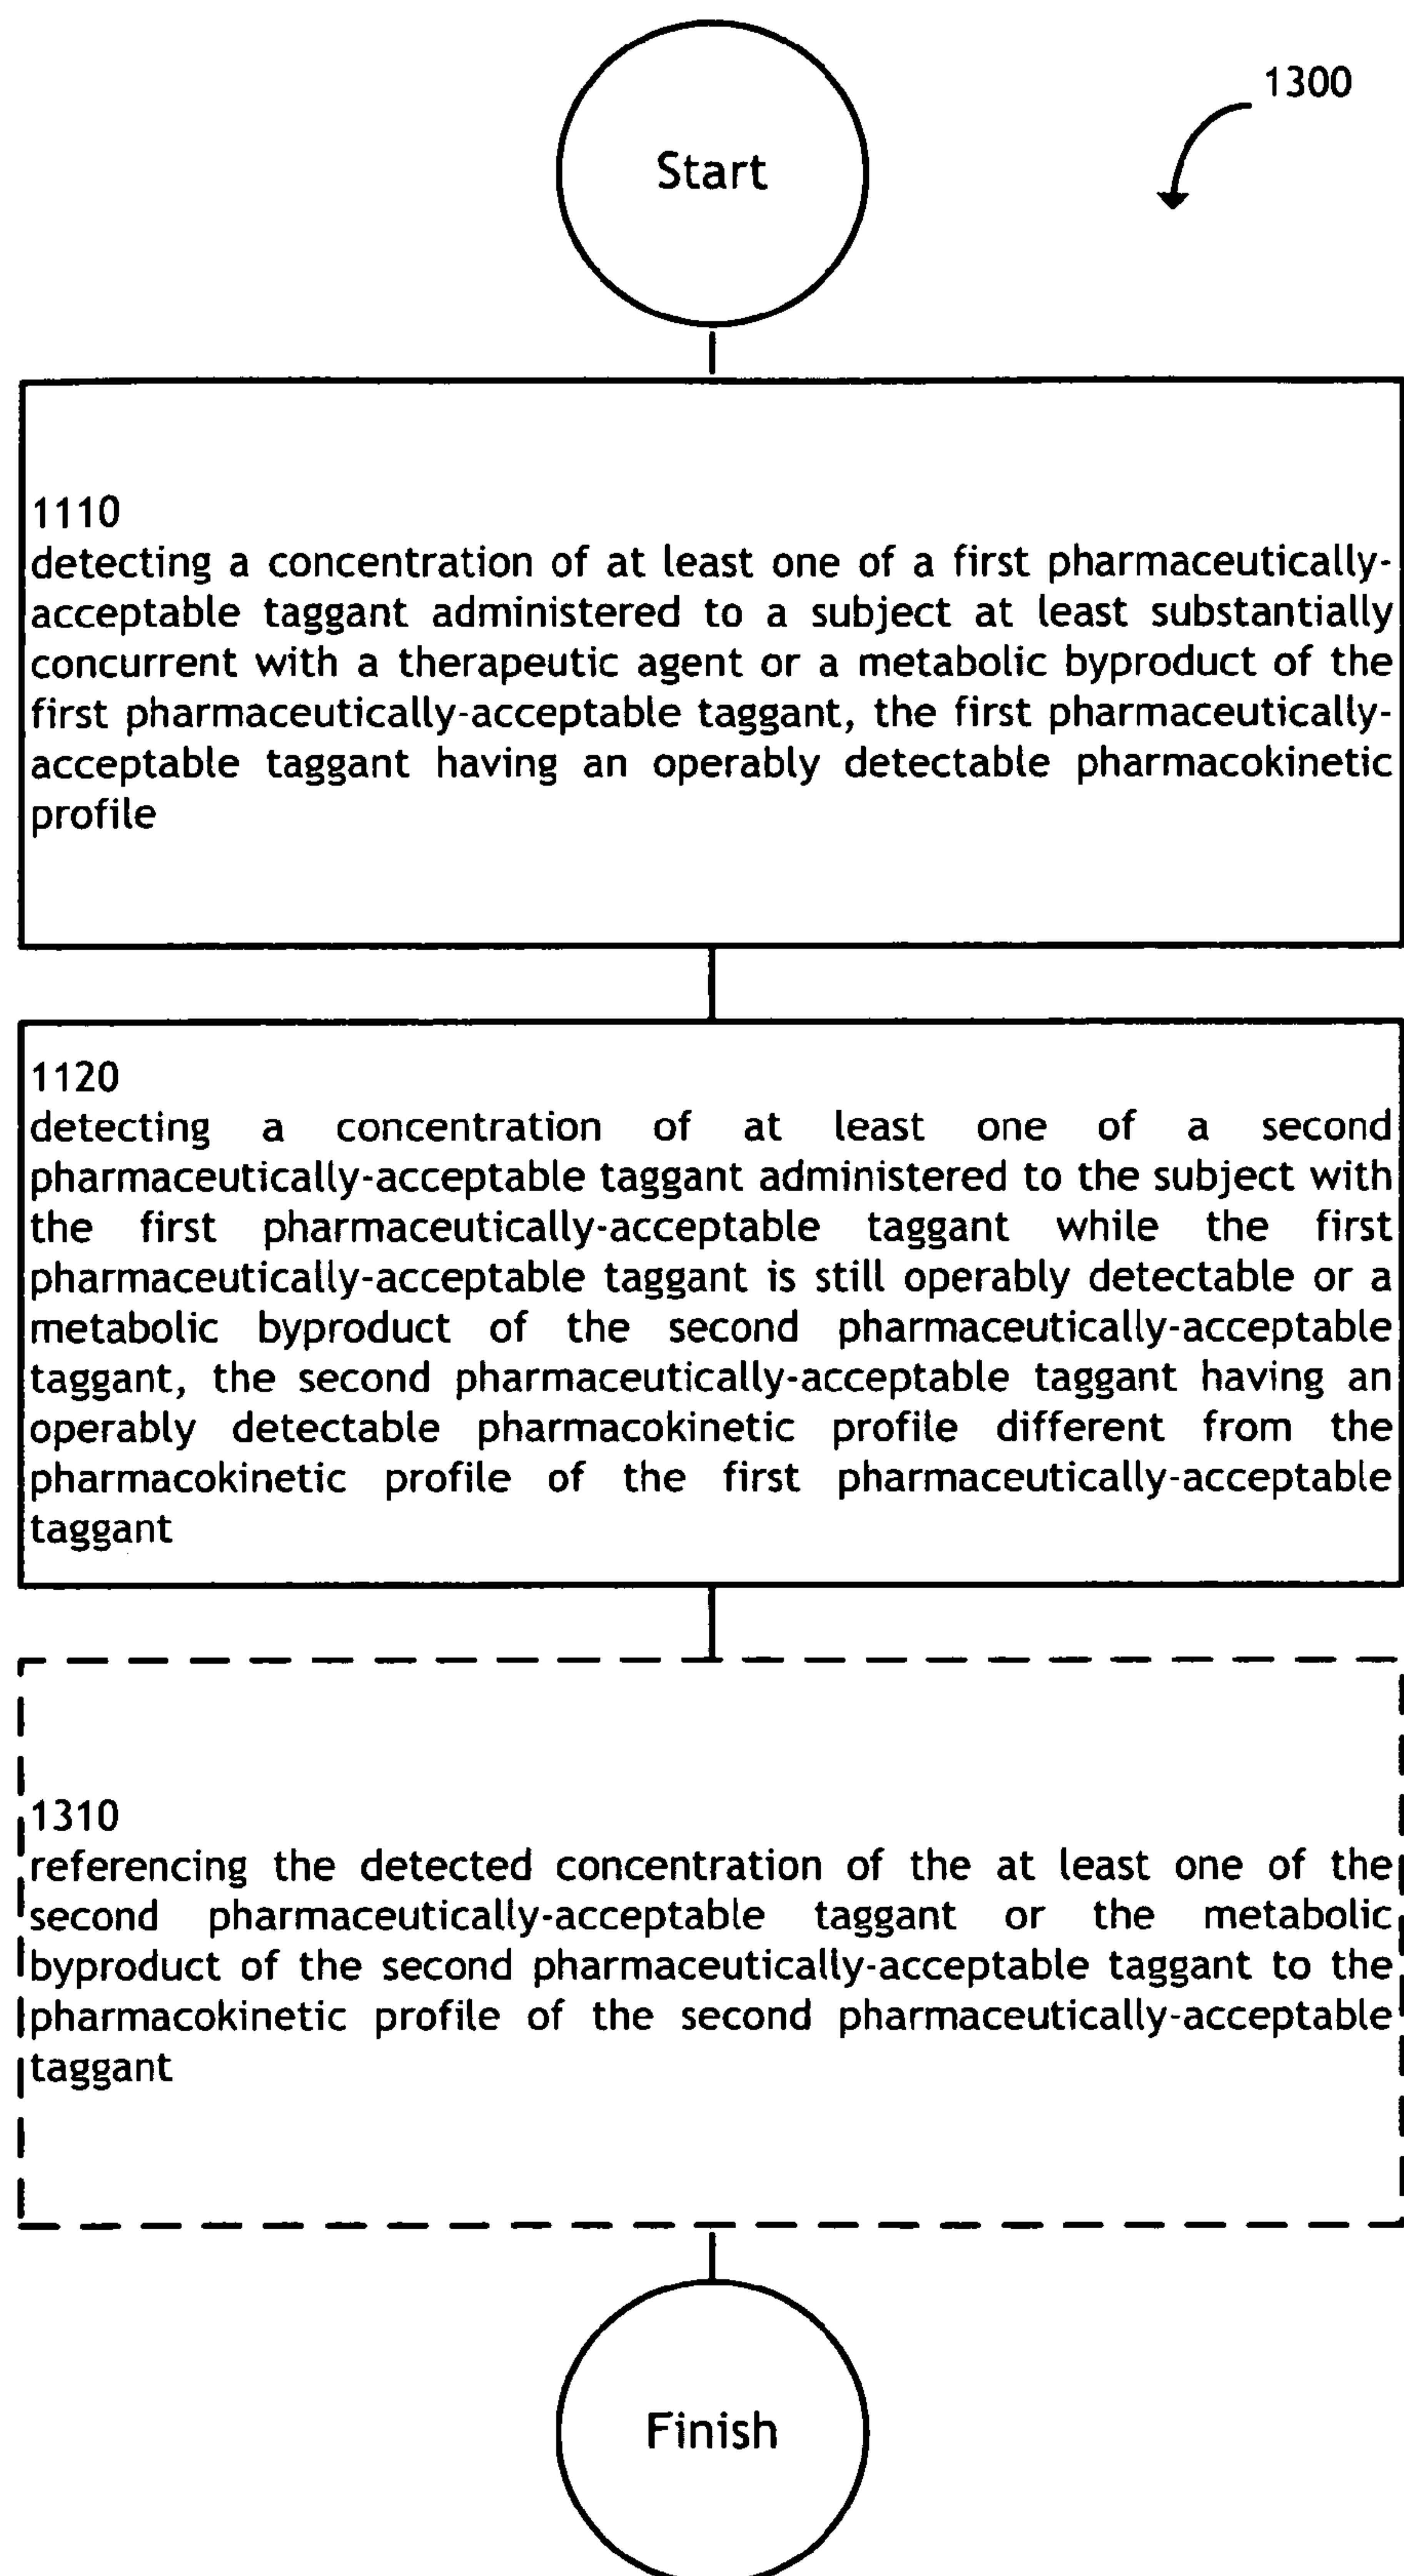 Start
1300
1110
detecting a concentration of at least one of a first pharmaceutically-
acceptable taggant administered to a subject at least substantially
concurrent with a therapeutic agent or a metabolic byproduct of the
first pharmaceutically-acceptable taggant, the first pharmaceutically-
acceptable taggant having an operably detectable pharmacokinetic
profile
1120
detecting a concentration of at least one of a second
pharmaceutically-acceptable taggant administered to the subject with
the first pharmaceutically-acceptable taggant while the first
pharmaceutically-acceptable taggant is still operably detectable or a
metabolic byproduct of the second pharmaceutically-acceptable
taggant, the second pharmaceutically-acceptable taggant having an
operably detectable pharmacokinetic profile different from the
pharmacokinetic profile of the first pharmaceutically-acceptable
taggant
1310
referencing the detected concentration of the at least one of the
second pharmaceutically-acceptable taggant or the metabolic
byproduct of the second pharmaceutically-acceptable taggant to the
pharmacokinetic profile of the second pharmaceutically-acceptable
taggant
Finish